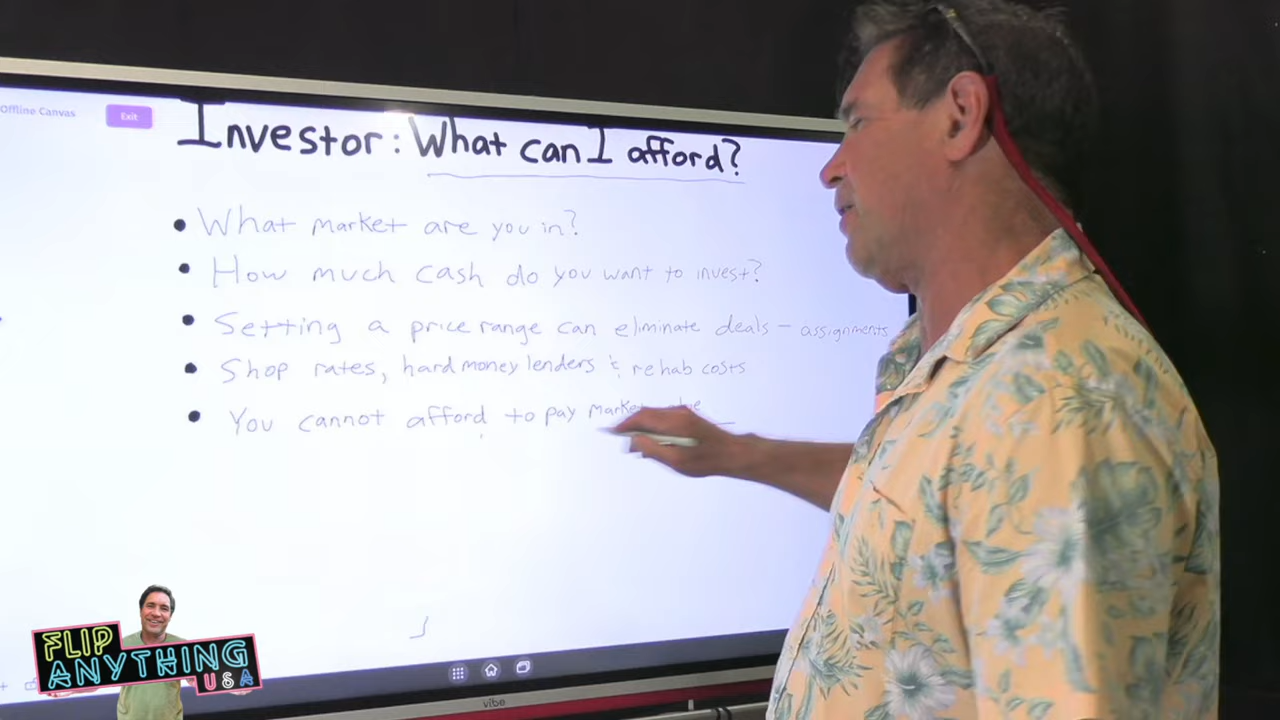 Offline Canvas
Exit
Investor: What can I afford?
• What market are you in?
• How much cash do you want to invest?
• Setting a price range can eliminate deals - assignments
• Shop rates, hard money lenders & rehab costs
• You cannot afford to pay market
FLIP
ANYTHING
USA
vibe